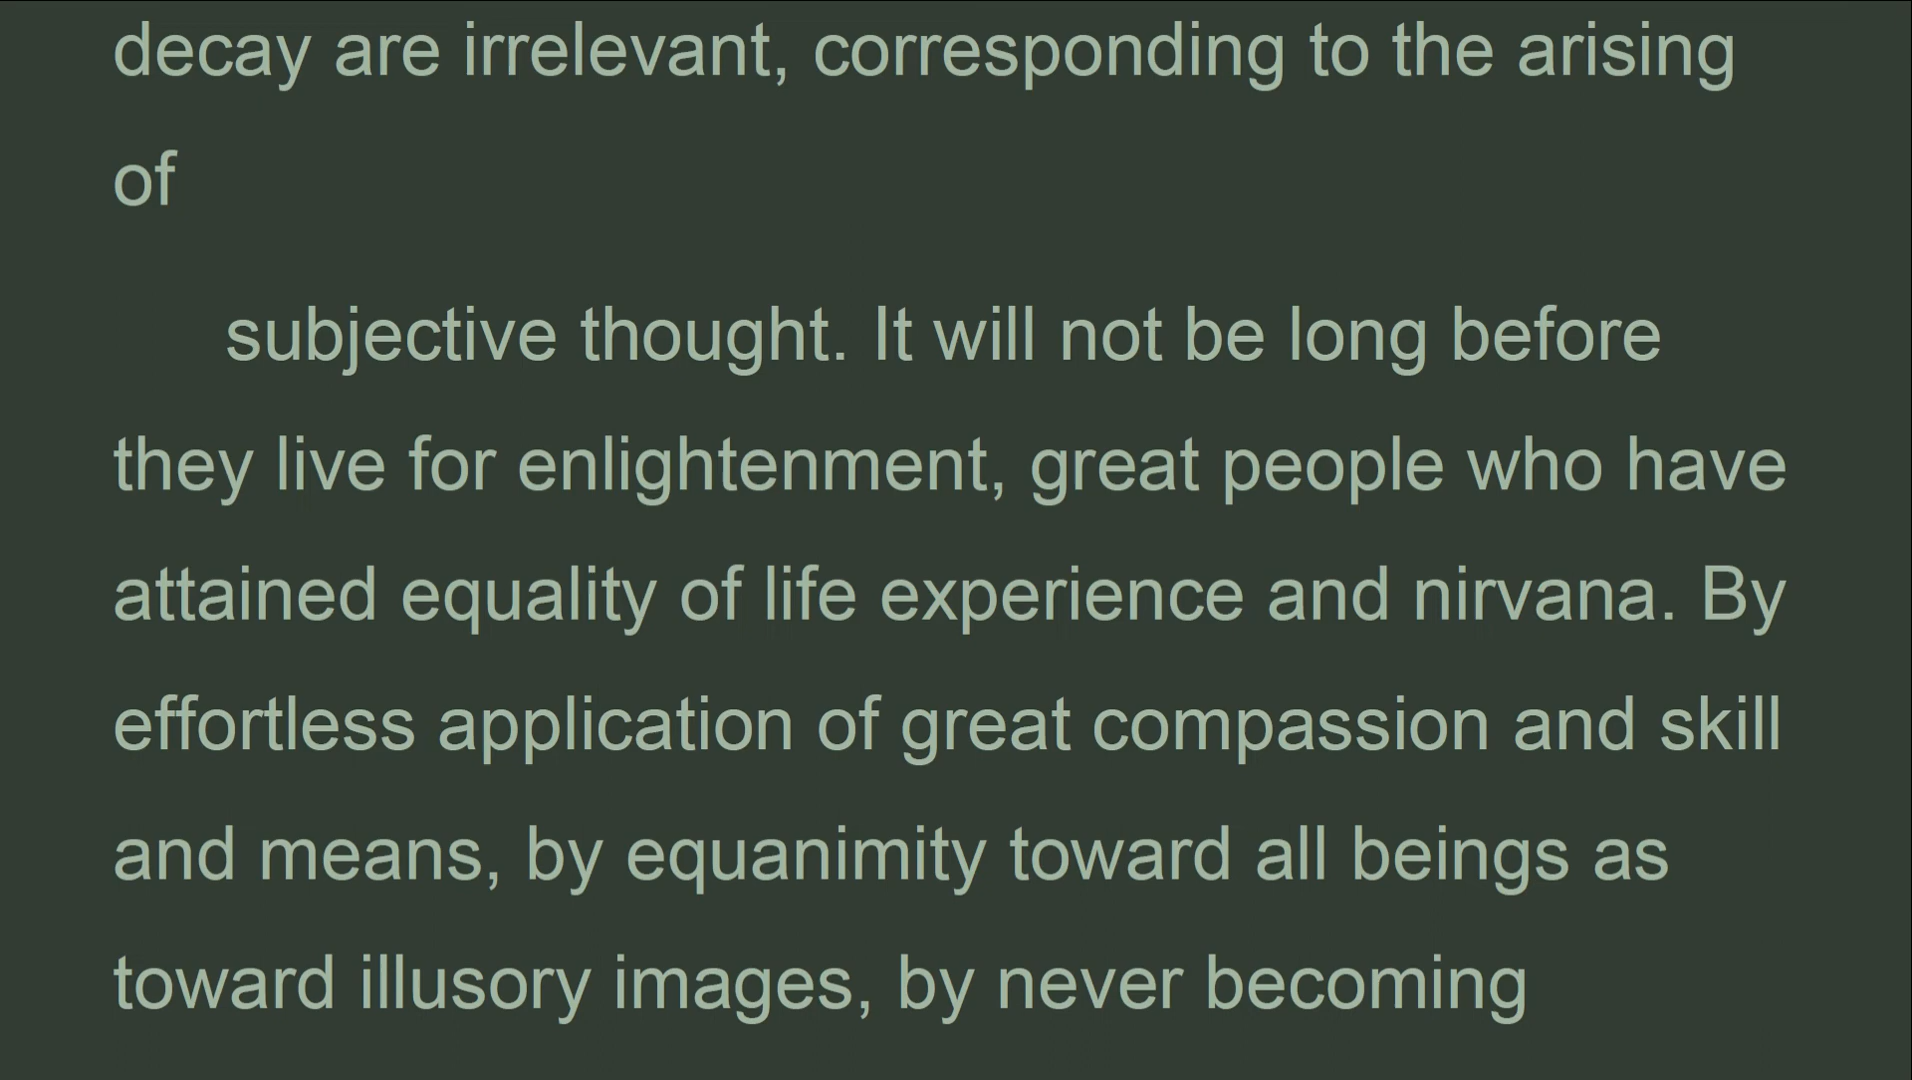 decay are irrelevant, corresponding to the arising
of
subjective thought. It will not be long before
they live for enlightenment, great people who have
attained equality of life experience and nirvana. By
effortless application of great compassion and skill
and means, by equanimity toward all beings as
toward illusory images, by never becoming